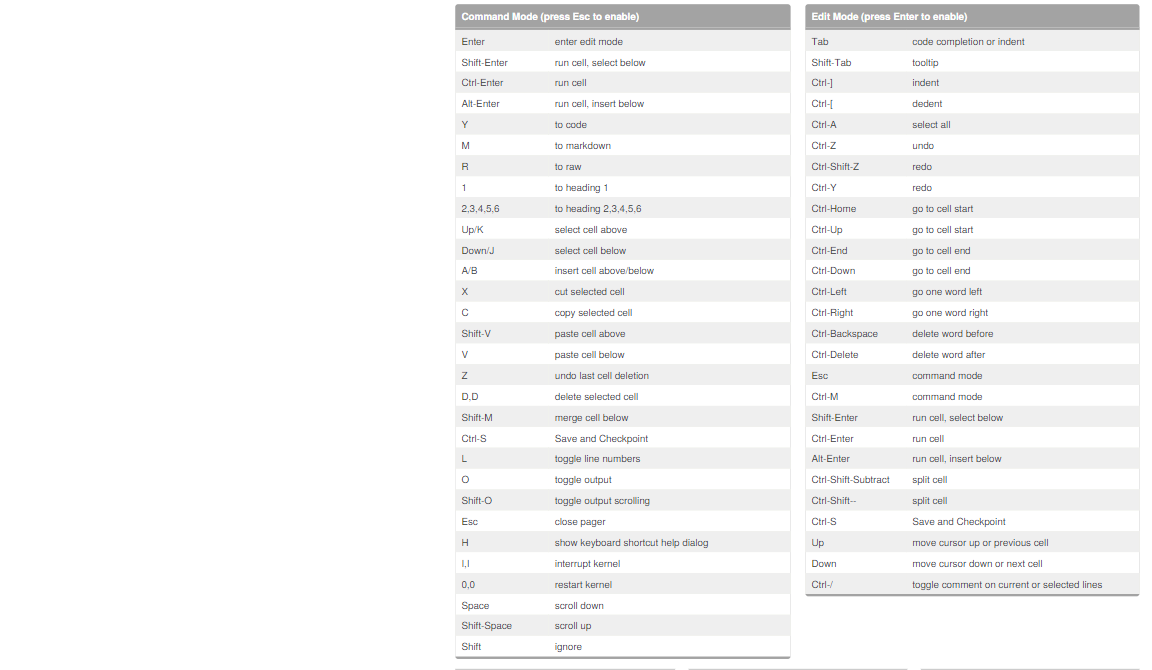 Command Mode (press Esc to enable)
Enter enter edit mode
Shift-Enter run cell, select below
Ctrl-Enter run cell
Alt-Enter run cell, insert below
Y to code
M to markdown
R to raw
1 to heading 1
2,3,4,5,6 to heading 2,3,4,5,6
Up/K select cell above
Down/J select cell below
A/B insert cell above/below
X cut selected cell
C copy selected cell
Shift-V paste cell above
V paste cell below
Z undo last cell deletion
D,D delete selected cell
Shift-M merge cell below
Ctrl-S Save and Checkpoint
L toggle line numbers
O toggle output
Shift-O toggle output scrolling
Esc close pager
H show keyboard shortcut help dialog
I,I interrupt kernel
0,0 restart kernel
Space scroll down
Shift-Space scroll up
Shift ignore
Edit Mode (press Enter to enable)
Tab code completion or indent
Shift-Tab tooltip
Ctrl-] indent
Ctrl-[ dedent
Ctrl-A select all
Ctrl-Z undo
Ctrl-Shift-Z redo
Ctrl-Y redo
Ctrl-Home go to cell start
Ctrl-Up go to cell start
Ctrl-End go to cell end
Ctrl-Down go to cell end
Ctrl-Left go one word left
Ctrl-Right go one word right
Ctrl-Backspace delete word before
Ctrl-Delete delete word after
Esc command mode
Ctrl-M command mode
Shift-Enter run cell, select below
Ctrl-Enter run cell
Alt-Enter run cell, insert below
Ctrl-Shift-Subtract split cell
Ctrl-Shift-- split cell
Ctrl-S Save and Checkpoint
Up move cursor up or previous cell
Down move cursor down or next cell
Ctrl-/ toggle comment on current or selected lines